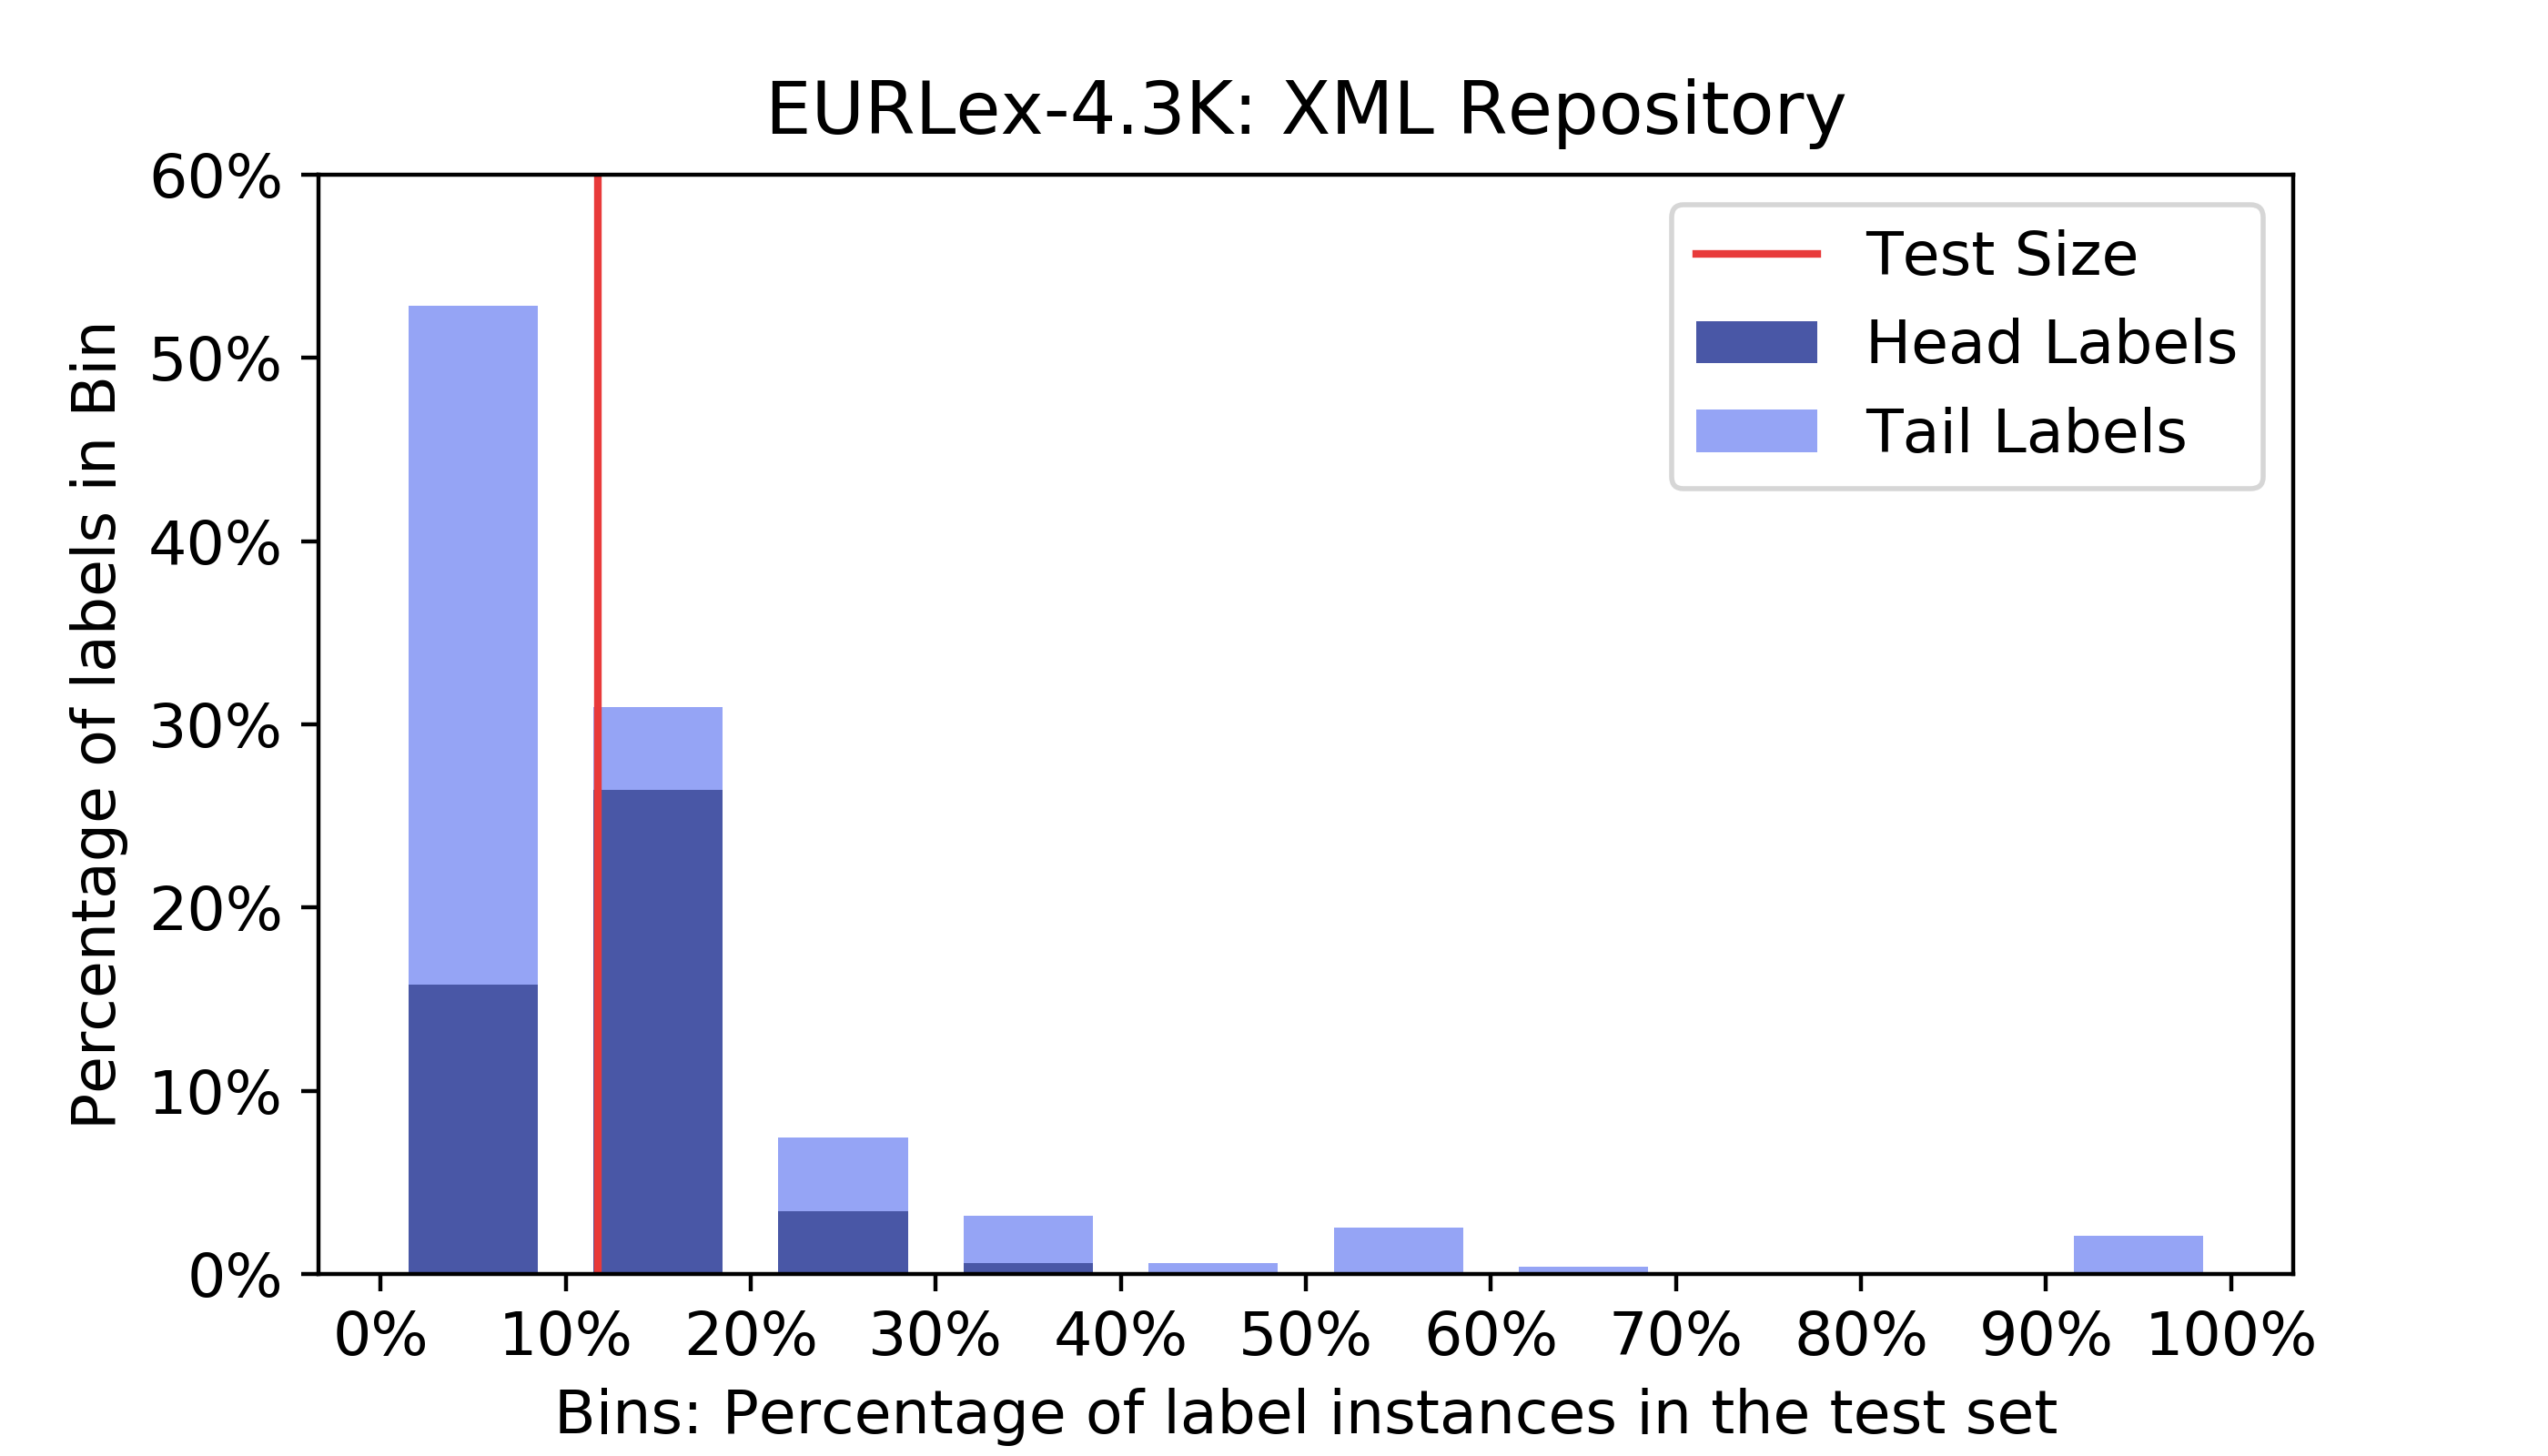 EURLex-4.3K: XML Repository
60%
50%
40%
30%
20%
10%
0%
Percentage of labels in Bin
Test Size
Head Labels
Tail Labels
0% 10% 20% 30% 40% 50% 60% 70% 80% 90% 100%
Bins: Percentage of label instances in the test set